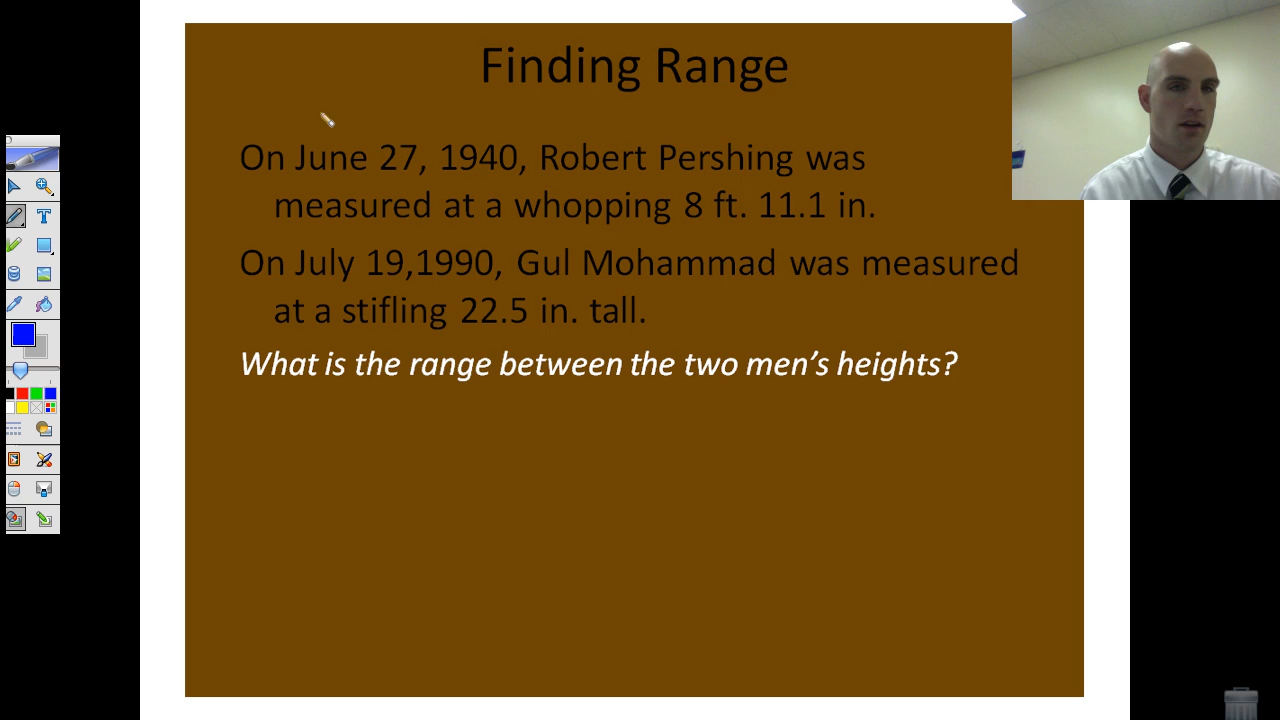 Finding Range
On June 27, 1940, Robert Pershing was
measured at a whopping 8 ft. 11.1 in.
On July 19,1990, Gul Mohammad was measured
at a stifling 22.5 in. tall.
What is the range between the two men's heights?